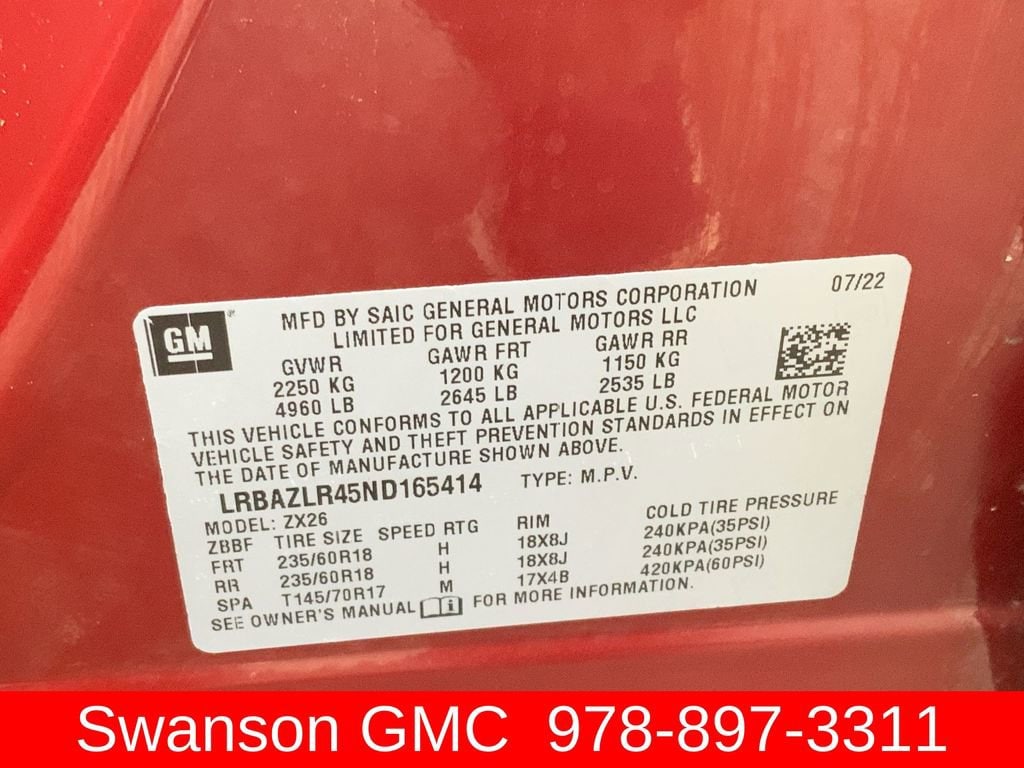 GM
07/22
MFD BY SAIC GENERAL MOTORS CORPORATION
LIMITED FOR GENERAL MOTORS LLC
GVWR GAWR FRT GAWR RR
2250 KG 1200 KG 1150 KG
4960 LB 2645 LB 2535 LB
THIS VEHICLE CONFORMS TO ALL APPLICABLE U.S. FEDERAL MOTOR
VEHICLE SAFETY AND THEFT PREVENTION STANDARDS IN EFFECT ON
THE DATE OF MANUFACTURE SHOWN ABOVE.
LRBAZLR45ND165414 TYPE: M.P.V.
MODEL: ZX26
ZBBF TIRE SIZE SPEED RTG RIM COLD TIRE PRESSURE
FRT 235/60R18 H 18X8J 240KPA(35PSI)
RR 235/60R18 H 18X8J 240KPA(35PSI)
SPA T145/70R17 M 17X4B 420KPA(60PSI)
SEE OWNER'S MANUAL i FOR MORE INFORMATION.
Swanson GMC 978-897-3311